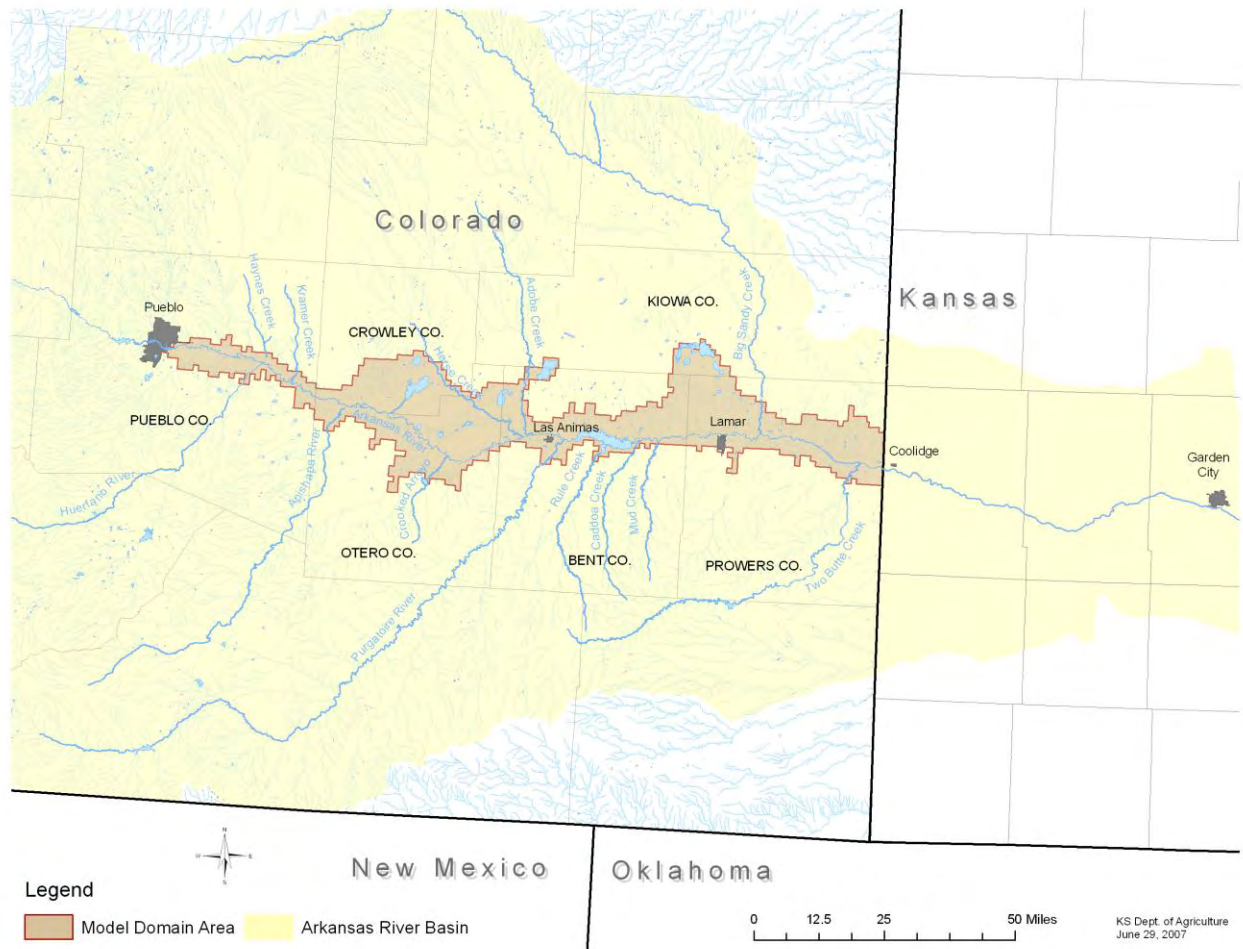 Colorado
Kansas
Haynes Creek
Kramer Creek
Adobe Creek
KIOWA CO.
Big Sandy Creek
Pueblo
CROWLEY CO.
Horse Creek
PUEBLO CO.
Arkansas River
Las Animas
Lamar
Coolidge
Garden
City
Huerfano River
Apishapa River
Crooked Arroyo
Rule Creek
Caddoa Creek
Mud Creek
OTERO CO.
BENT CO.
PROWERS CO.
Two Butte Creek
Purgatoire River
N
W
E
S
New Mexico
Oklahoma
Legend
Model Domain Area
Arkansas River Basin
0 12.5 25 50 Miles
KS Dept. of Agriculture
June 29, 2007